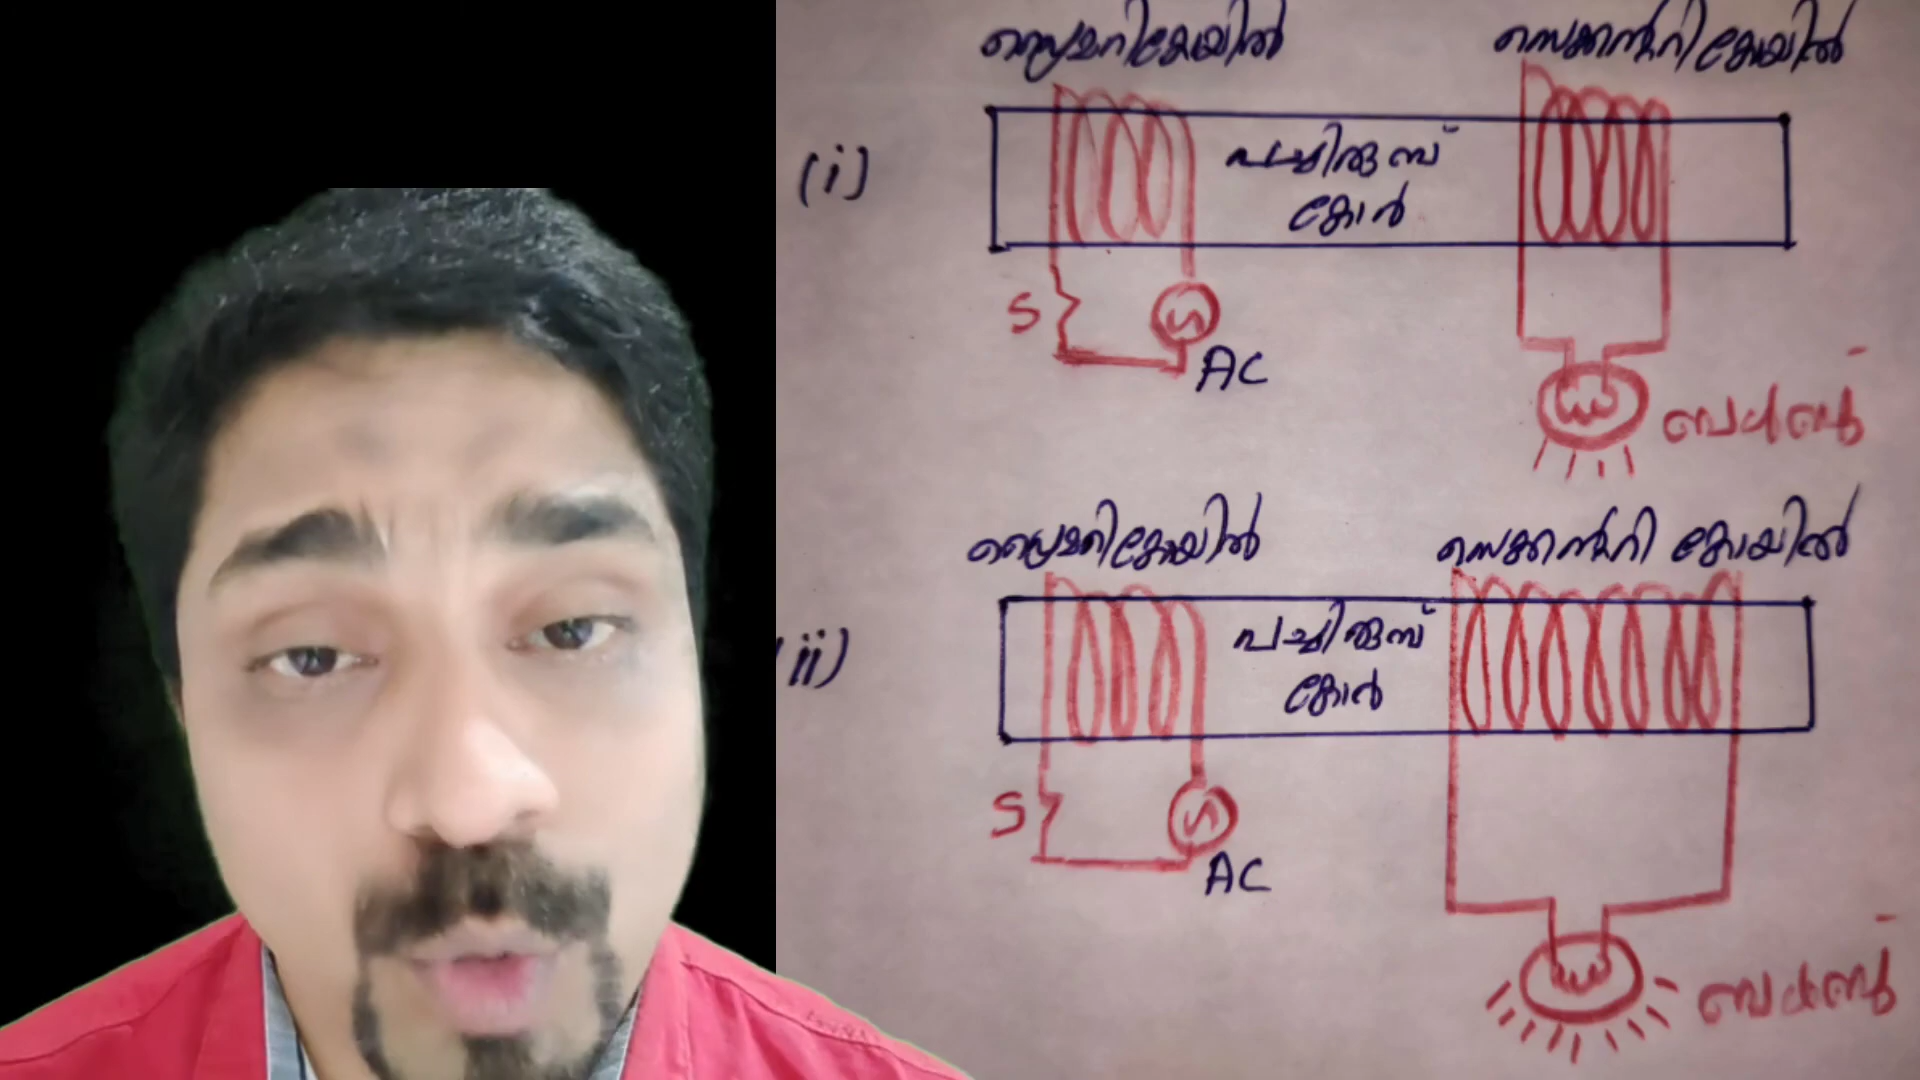 പ്രൈമറി കോയിൽ
സെക്കന്ററി കോയിൽ
(i)
പച്ചിരുമ്പ്
കോർ
S
AC
ബൾബ്
പ്രൈമറി കോയിൽ
സെക്കന്ററി കോയിൽ
ii)
പച്ചിരുമ്പ്
കോർ
S
AC
ബൾബ്